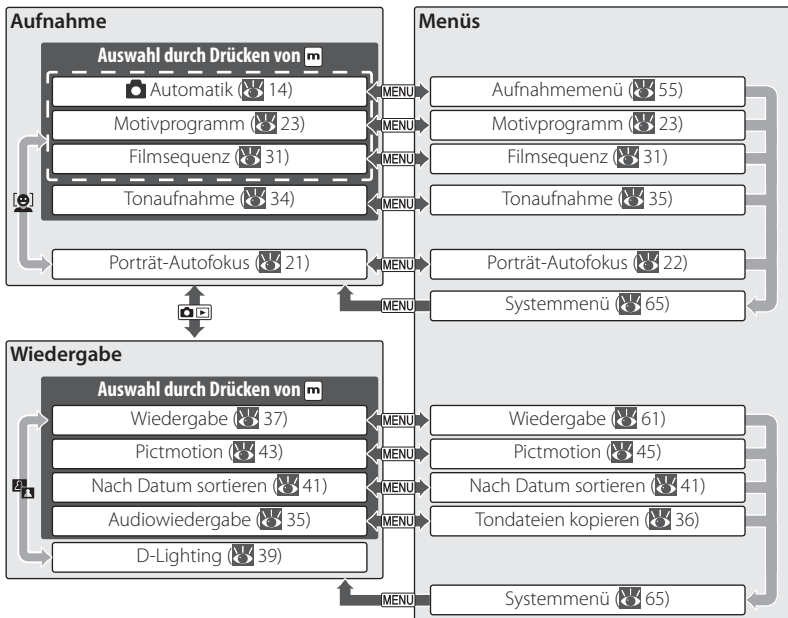 Aufnahme
Auswahl durch Drücken von m
Automatik (14)
Motivprogramm (23)
Filmsequenz (31)
Tonaufnahme (34)
Porträt-Autofokus (21)
Menüs
MENU Aufnahmemenü (55)
MENU Motivprogramm (23)
MENU Filmsequenz (31)
MENU Tonaufnahme (35)
MENU Porträt-Autofokus (22)
MENU Systemmenü (65)
Wiedergabe
Auswahl durch Drücken von m
Wiedergabe (37)
Pictmotion (43)
Nach Datum sortieren (41)
Audiowiedergabe (35)
D-Lighting (39)
MENU Wiedergabe (61)
MENU Pictmotion (45)
MENU Nach Datum sortieren (41)
MENU Tondateien kopieren (36)
MENU Systemmenü (65)